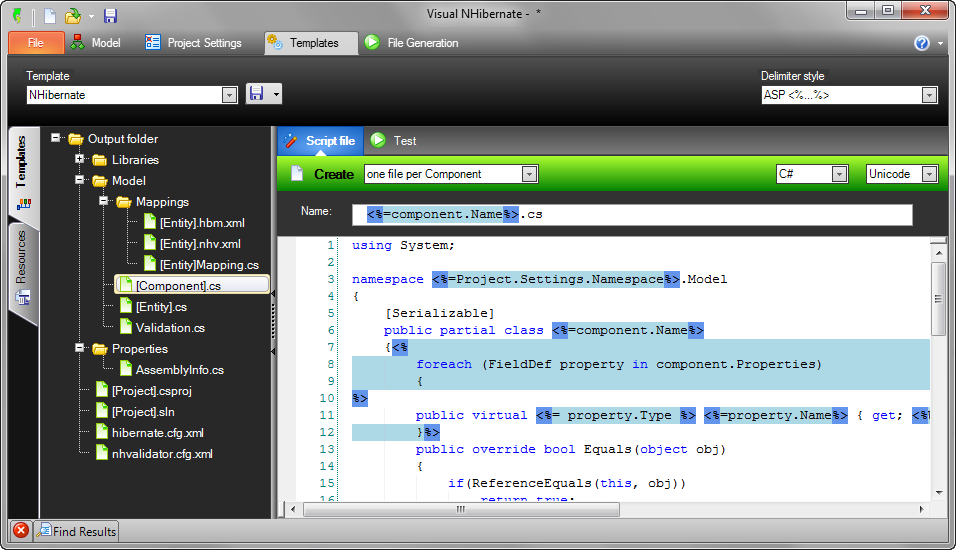 Visual NHibernate - *
File Model Project Settings Templates File Generation
Template
NHibernate
Delimiter style
ASP <%...%>
Templates
Resources
Output folder
Libraries
Model
Mappings
[Entity].hbm.xml
[Entity].nhv.xml
[Entity]Mapping.cs
[Component].cs
[Entity].cs
Validation.cs
Properties
AssemblyInfo.cs
[Project].csproj
[Project].sln
hibernate.cfg.xml
nhvalidator.cfg.xml
Script file Test
Create one file per Component C# Unicode
Name: <%=component.Name%>.cs
1 using System;
2
3 namespace <%=Project.Settings.Namespace%>.Model
4 {
5 [Serializable]
6 public partial class <%=component.Name%>
7 {<%
8 foreach (FieldDef property in component.Properties)
9 {
10 %>
11 public virtual <%= property.Type %> <%=property.Name%> { get; <%
12 }%>
13 public override bool Equals(object obj)
14 {
15 if(ReferenceEquals(this, obj))
16 return true;
Find Results